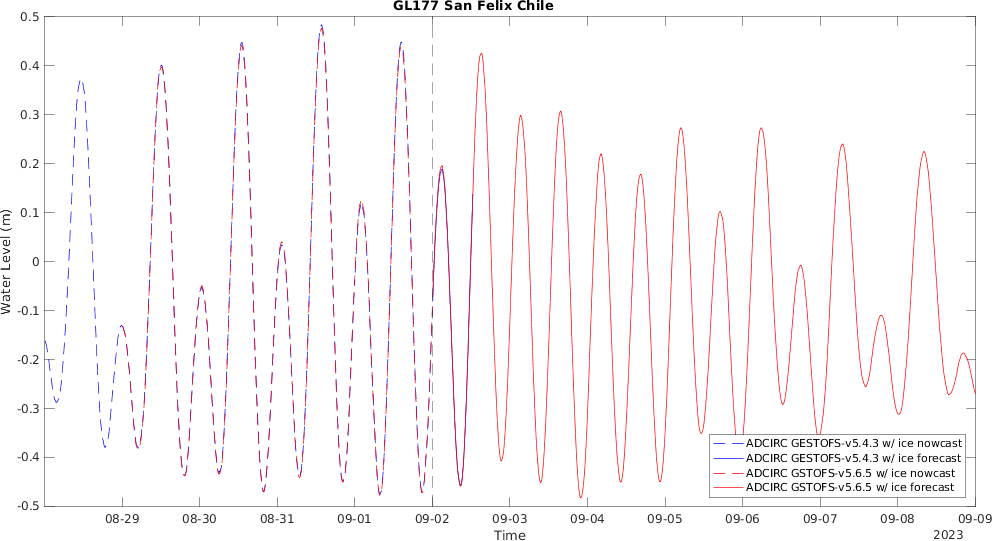 GL177 San Felix Chile
0.5
0.4
0.3
0.2
0.1
0
-0.1
-0.2
-0.3
-0.4
-0.5
Water Level (m)
ADCIRC GESTOFS-v5.4.3 w/ ice nowcast
ADCIRC GESTOFS-v5.4.3 w/ ice forecast
ADCIRC GSTOFS-v5.6.5 w/ ice nowcast
ADCIRC GSTOFS-v5.6.5 w/ ice forecast
08-29 08-30 08-31 09-01 09-02 09-03 09-04 09-05 09-06 09-07 09-08 09-09
Time
2023